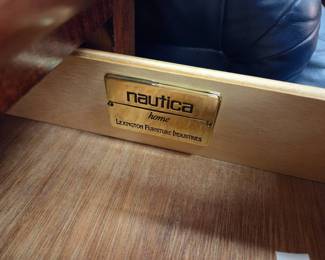 nautica
home
Lexington Furniture Industries